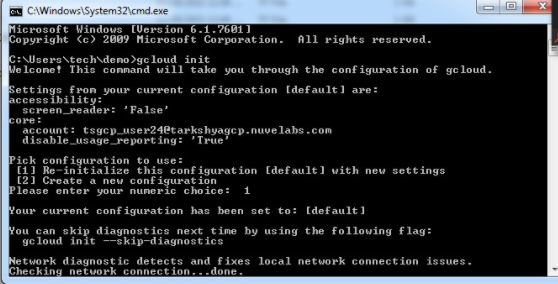 C:\Windows\System32\cmd.exe
Microsoft Windows [Version 6.1.7601]
Copyright (c) 2009 Microsoft Corporation.  All rights reserved.
C:\Users\tech\demo>gcloud init
Welcome! This command will take you through the configuration of gcloud.
Settings from your current configuration [default] are:
accessibility:
  screen_reader: 'False'
core:
  account: tsgcp_user24@tarkshyagcp.nuvelabs.com
  disable_usage_reporting: 'True'
Pick configuration to use:
 [1] Re-initialize this configuration [default] with new settings
 [2] Create a new configuration
Please enter your numeric choice:  1
Your current configuration has been set to: [default]
You can skip diagnostics next time by using the following flag:
  gcloud init --skip-diagnostics
Network diagnostic detects and fixes local network connection issues.
Checking network connection...done.